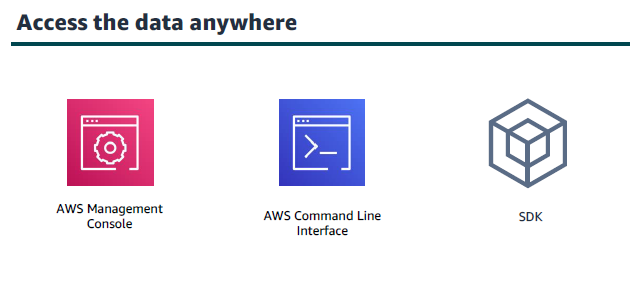 Access the data anywhere
AWS Management
Console
AWS Command Line
Interface
SDK